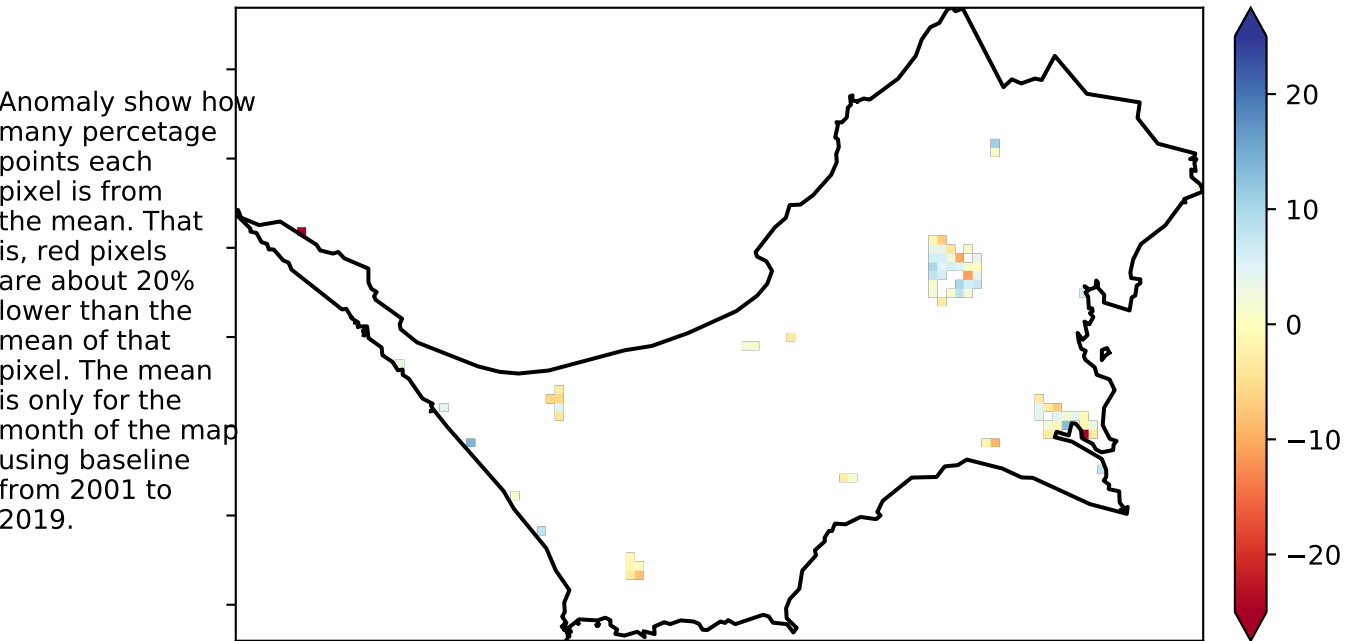 Anomaly show how
many percetage
points each
pixel is from
the mean. That
is, red pixels
are about 20%
lower than the
mean of that
pixel. The mean
is only for the
month of the map
using baseline
from 2001 to
2019.
20
10
0
−10
−20